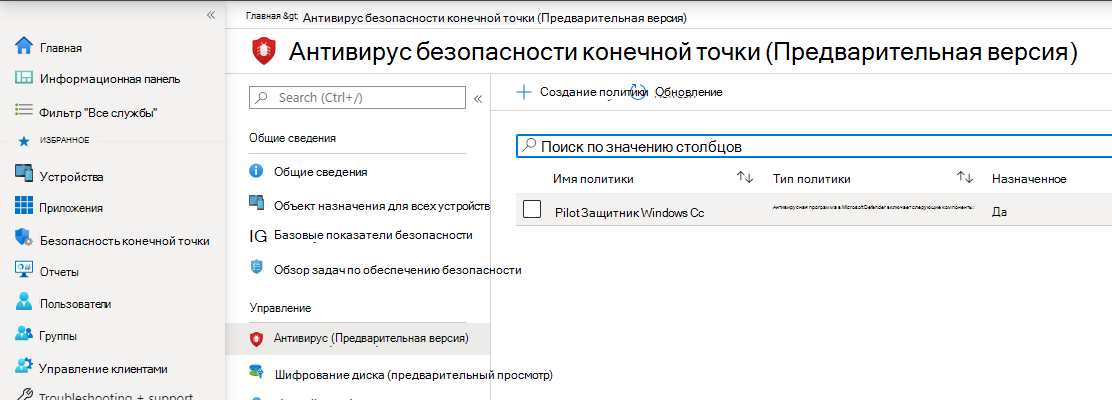 Главная &gt; Антивирус безопасности конечной точки (Предварительная версия)
Антивирус безопасности конечной точки (Предварительная версия)
Главная
Информационная панель
Фильтр "Все службы"
ИЗБРАННОЕ
Устройства
Приложения
Безопасность конечной точки
Отчеты
Пользователи
Группы
Управление клиентами
Troubleshooting + support
Search (Ctrl+/)
Общие сведения
Общие сведения
Объект назначения для всех устройств
IG Базовые показатели безопасности
Обзор задач по обеспечению безопасности
Управление
Антивирус (Предварительная версия)
Шифрование диска (предварительный просмотр)
Создание политики Обновление
Поиск по значению столбцов
Имя политики Тип политики Назначенное
Pilot Защитник Windows Cc Антивирусная программа в Microsoft Defender включает следующие компоненты: Да